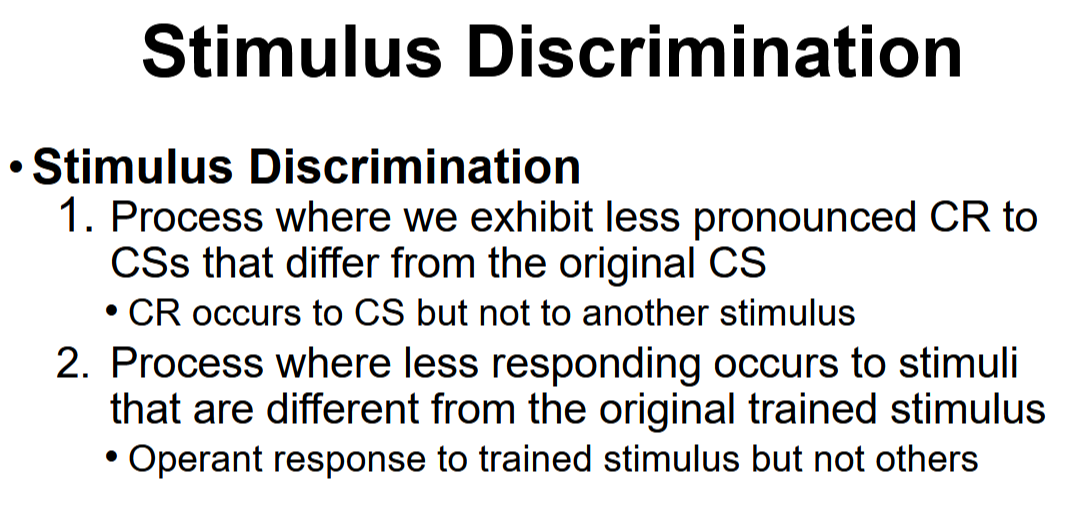 Stimulus Discrimination
• Stimulus Discrimination
1. Process where we exhibit less pronounced CR to
CSs that differ from the original CS
• CR occurs to CS but not to another stimulus
2. Process where less responding occurs to stimuli
that are different from the original trained stimulus
• Operant response to trained stimulus but not others